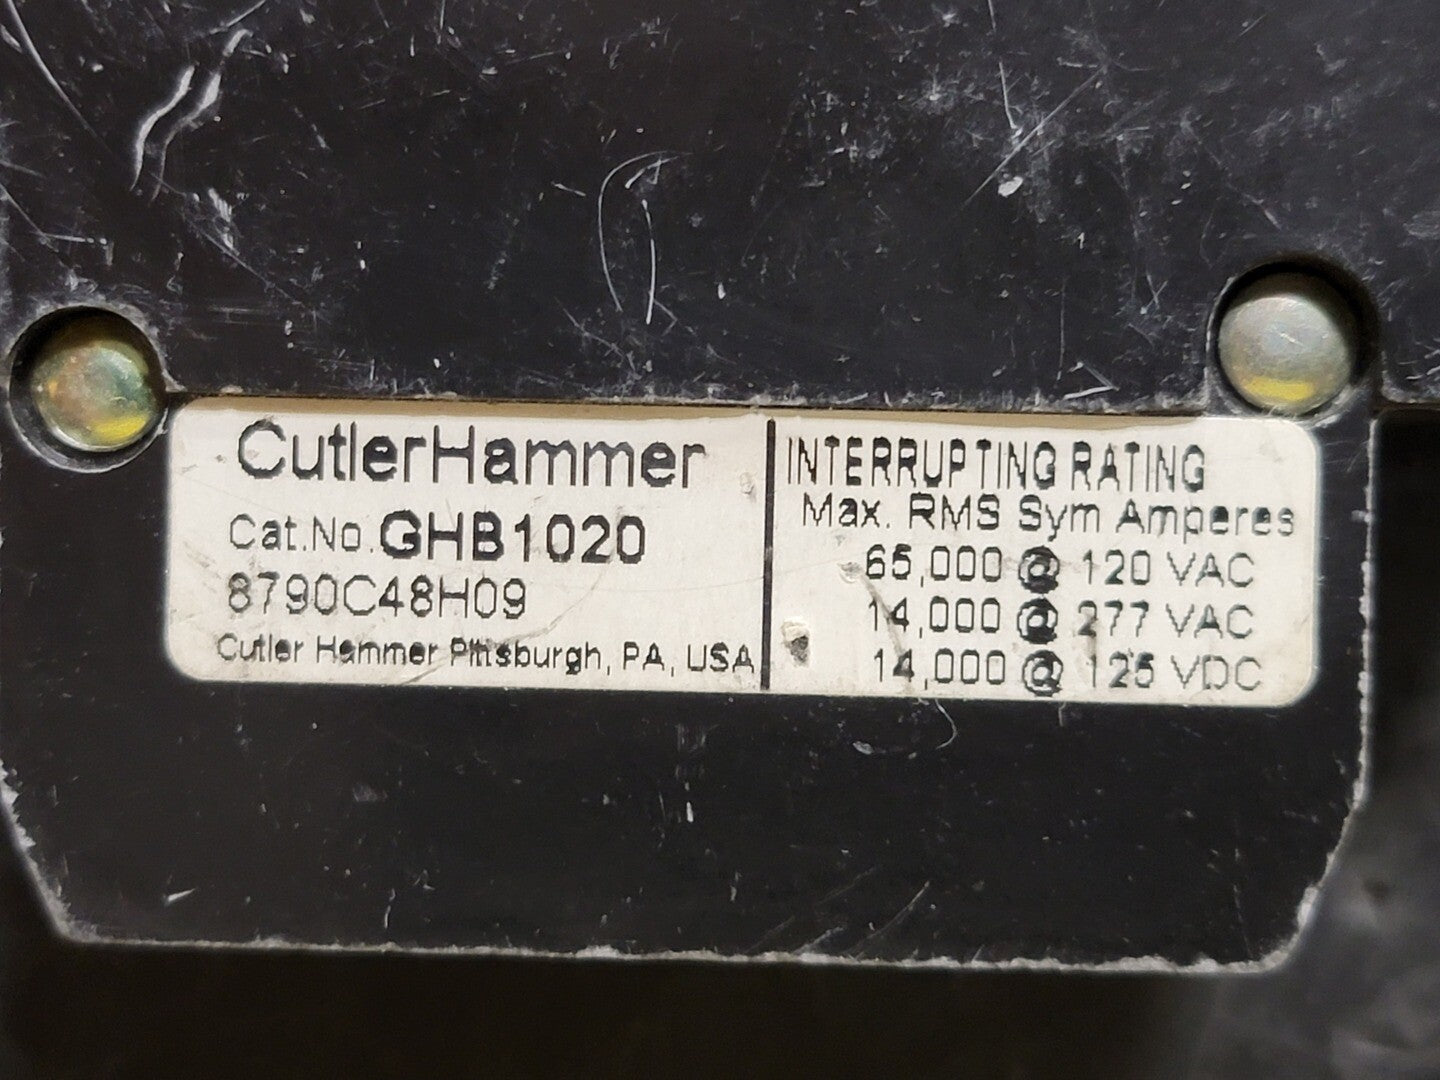 CutlerHammer
Cat.No.GHB1020
8790C48H09
Cutler Hammer Pittsburgh, PA, USA
INTERRUPTING RATING
Max. RMS Sym Amperes
65,000 @ 120 VAC
14,000 @ 277 VAC
14,000 @ 125 VDC